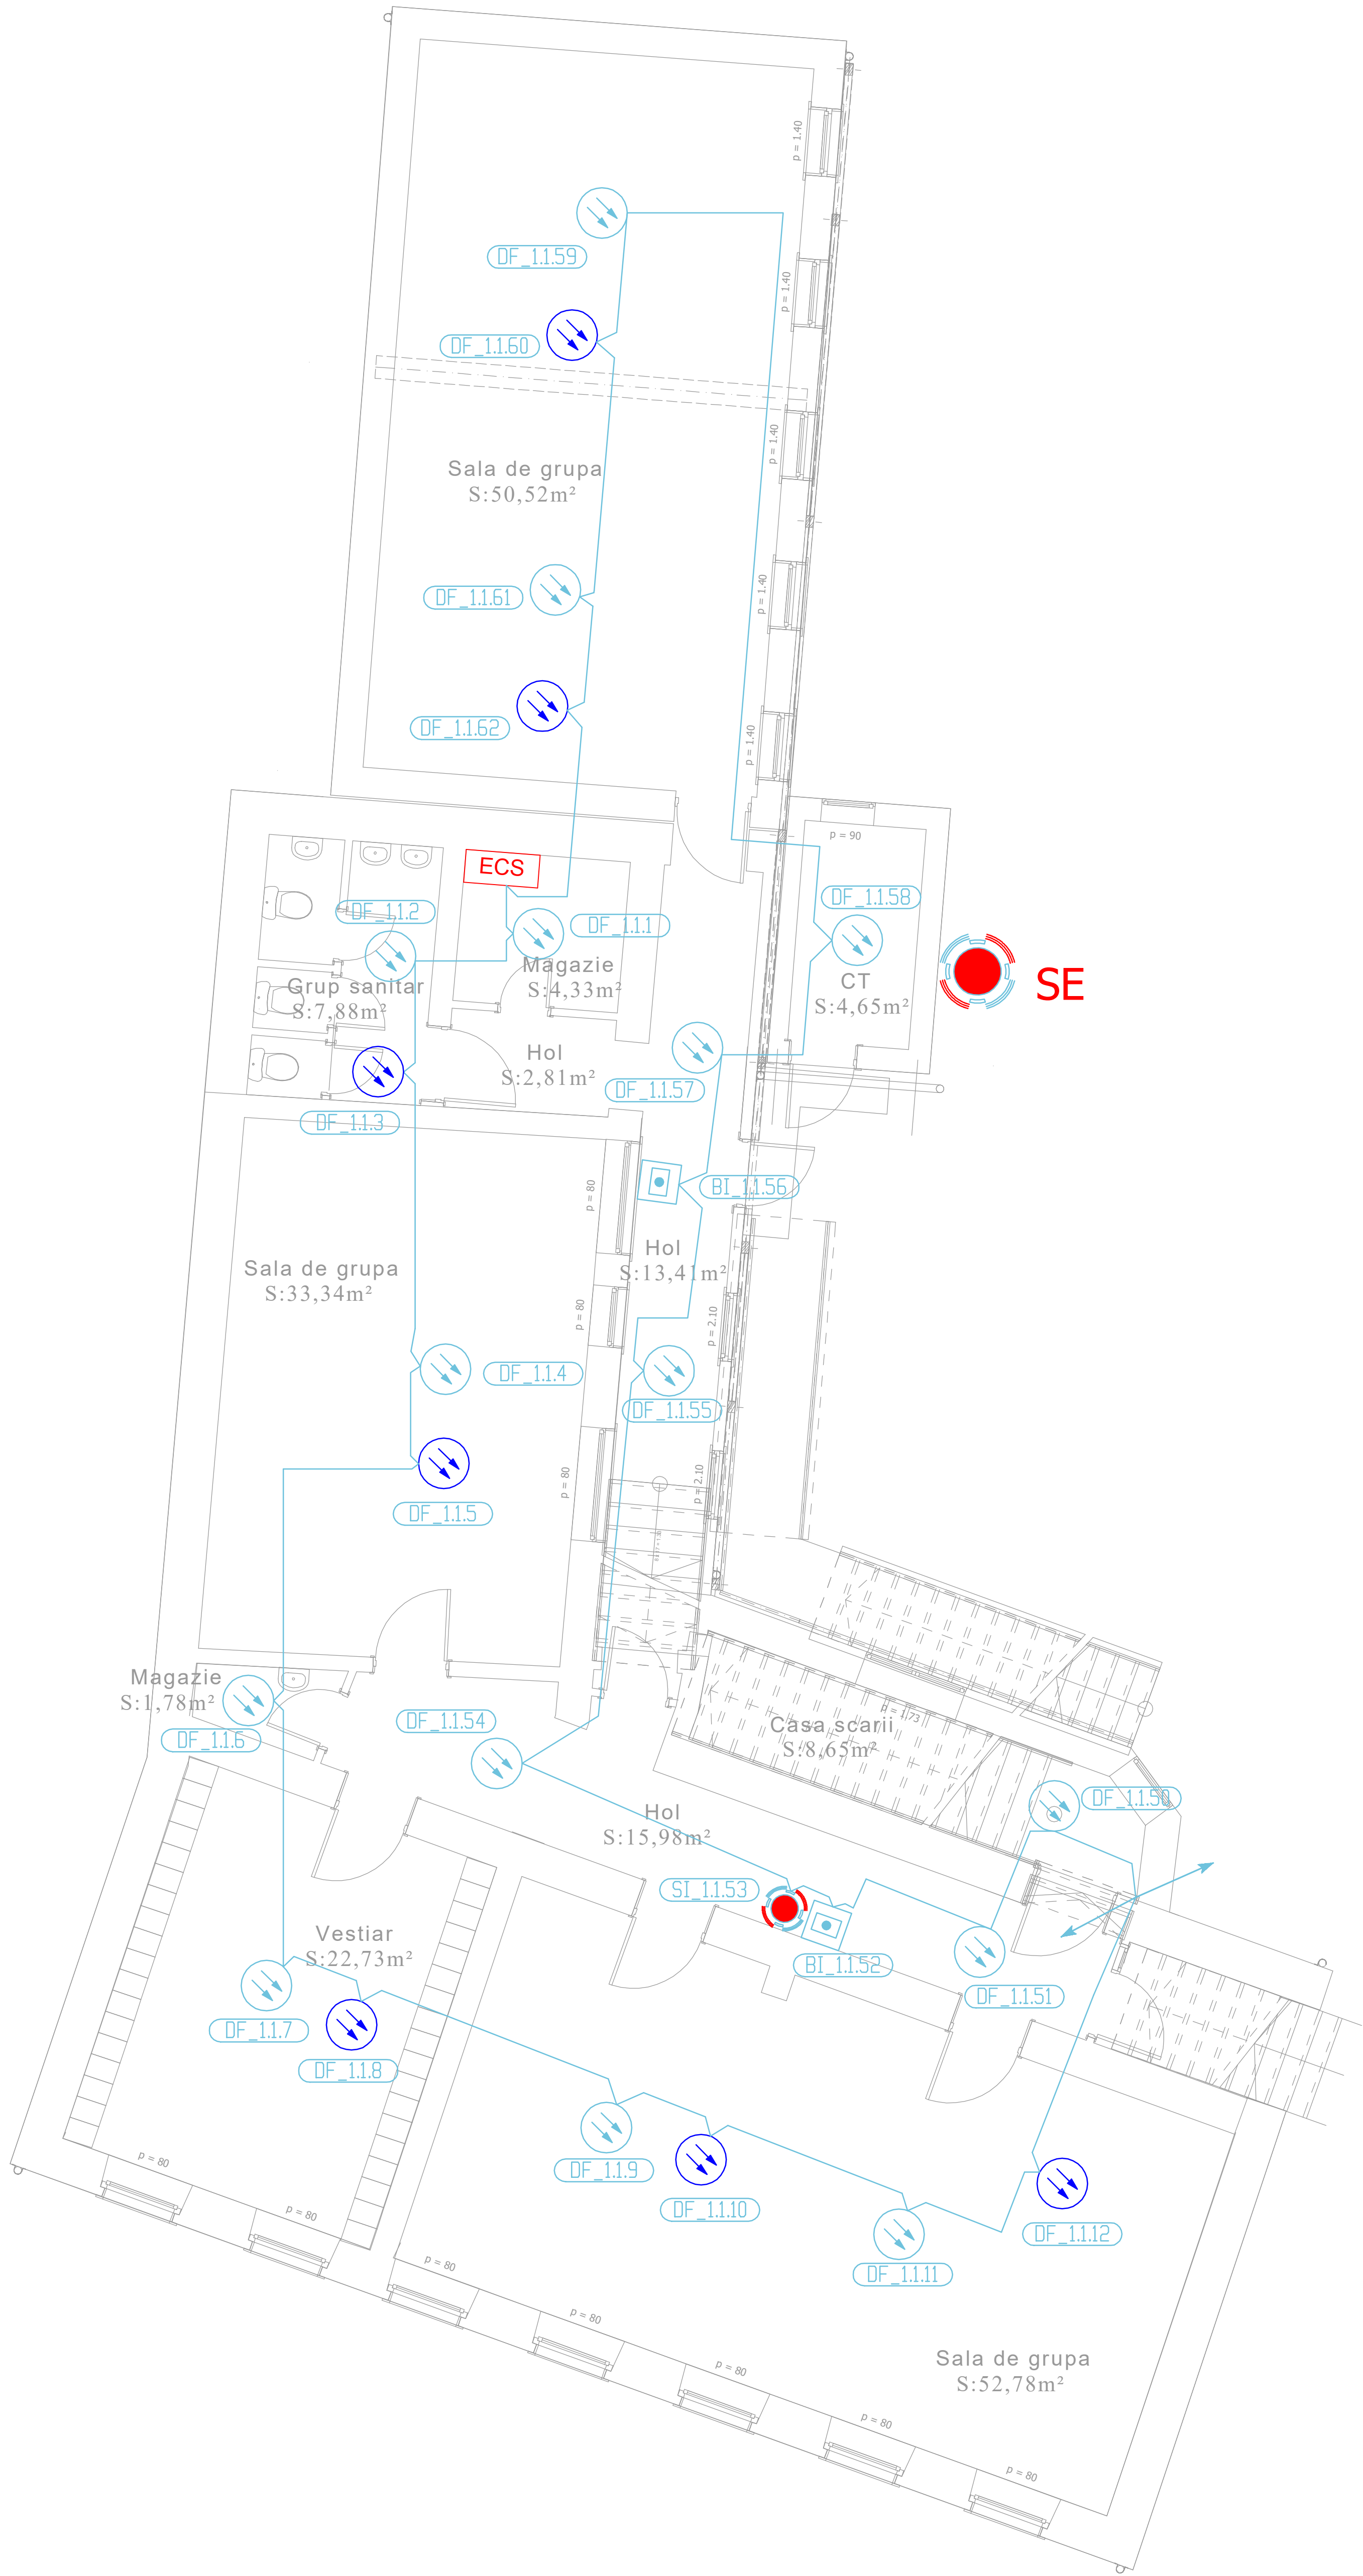 p = 1.40
DF_1.1.59
p = 1.40
DF_1.1.60
p = 1.40
Sala de grupa
S:50,52m²
DF_1.1.61
p = 1.40
DF_1.1.62
p = 1.40
p = 90
ECS
DF_1.1.2
DF_1.1.1
DF_1.1.58
Magazie
S:4,33m²
Grup sanitar
S:7,88m²
CT
S:4,65m²
SE
Hol
S:2,81m²
DF_1.1.57
DF_1.1.3
p = 80
BI_1.1.56
Hol
S:13,41m²
Sala de grupa
S:33,34m²
p = 80
p = 2.10
DF_1.1.4
DF_1.1.55
p = 80
p = 2.10
DF_1.1.5
Magazie
S:1,78m²
DF_1.1.6
DF_1.1.54
p = 1.73
Casa scarii
S:8,65m²
DF_1.1.50
Hol
S:15,98m²
SI_1.1.53
Vestiar
S:22,73m²
BI_1.1.52
DF_1.1.51
DF_1.1.7
DF_1.1.8
DF_1.1.9
DF_1.1.10
DF_1.1.12
DF_1.1.11
p = 80
p = 80
p = 80
p = 80
p = 80
p = 80
p = 80
Sala de grupa
S:52,78m²